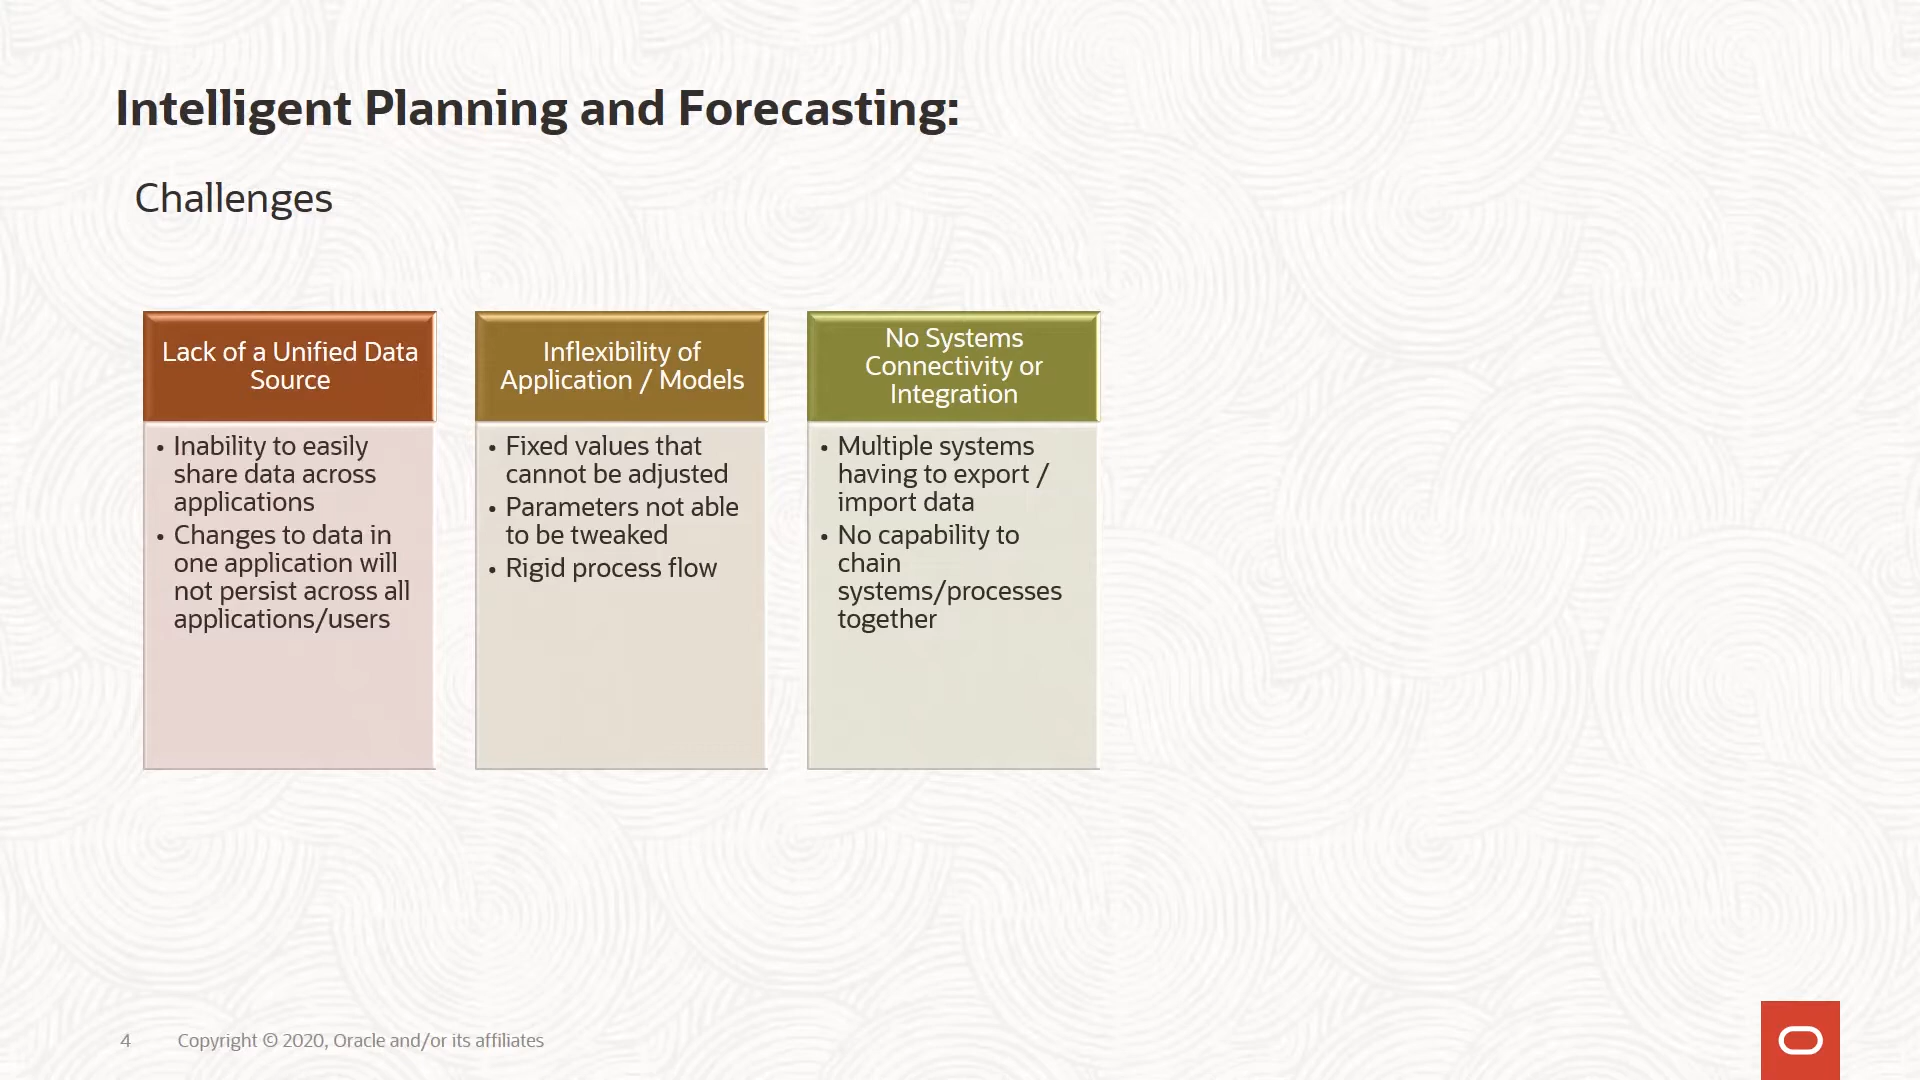 Intelligent Planning and Forecasting:
Challenges
Lack of a Unified Data
Source
• Inability to easily
share data across
applications
• Changes to data in
one application will
not persist across all
applications/users
Inflexibility of
Application / Models
• Fixed values that
cannot be adjusted
• Parameters not able
to be tweaked
• Rigid process flow
No Systems
Connectivity or
Integration
• Multiple systems
having to export /
import data
• No capability to
chain
systems/processes
together
4
Copyright © 2020, Oracle and/or its affiliates